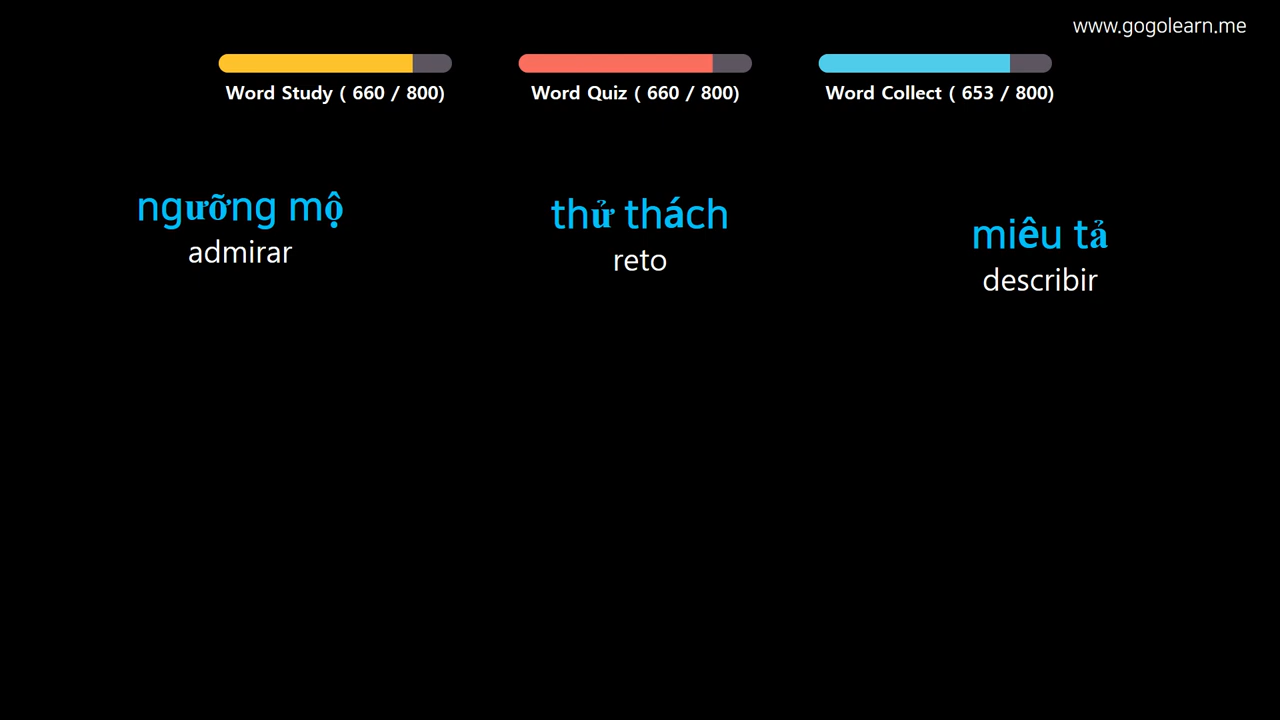 www.gogolearn.me
Word Study ( 660 / 800)
Word Quiz ( 660 / 800)
Word Collect ( 653 / 800)
ngưỡng mộ
admirar
thử thách
reto
miêu tả
describir